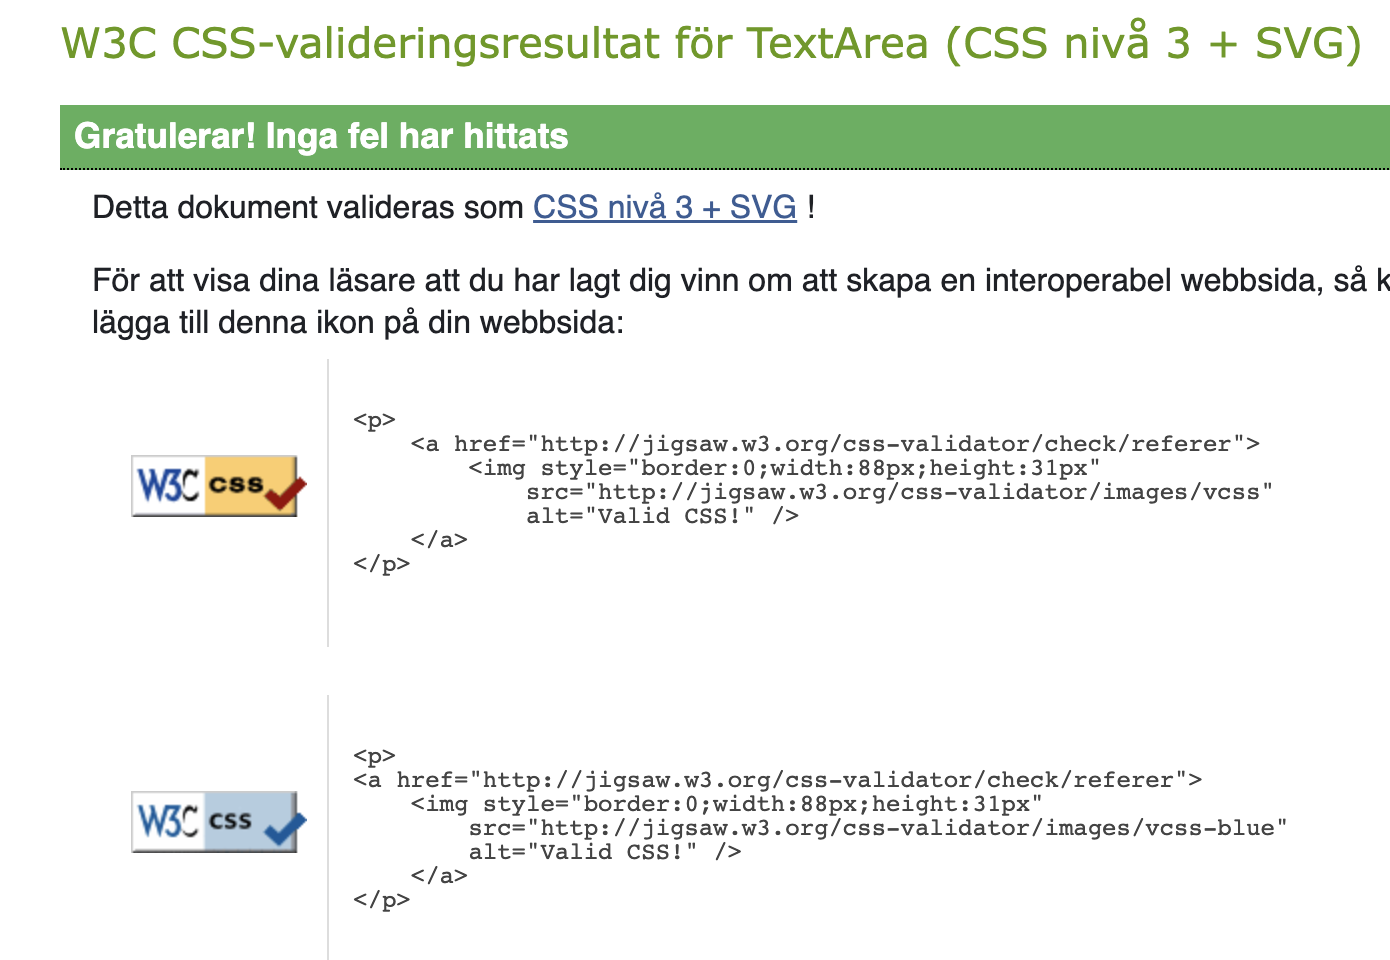 W3C CSS-valideringsresultat för TextArea (CSS nivå 3 + SVG)
Gratulerar! Inga fel har hittats
Detta dokument valideras som CSS nivå 3 + SVG !
För att visa dina läsare att du har lagt dig vinn om att skapa en interoperabel webbsida, så
lägga till denna ikon på din webbsida:
<p>
<a href="http://jigsaw.w3.org/css-validator/check/referer">
<img style="border:0;width:88px;height:31px"
W3C css
src="http://jigsaw.w3.org/css-validator/images/vcss"
alt="Valid CSS!" />
</a>
</p>
<p>
<a href="http://jigsaw.w3.org/css-validator/check/referer">
<img style="border:0;width:88px;height:31px"
W3C css
src="http://jigsaw.w3.org/css-validator/images/vcss-blue"
alt="Valid CSS!" />
</a>
</p>